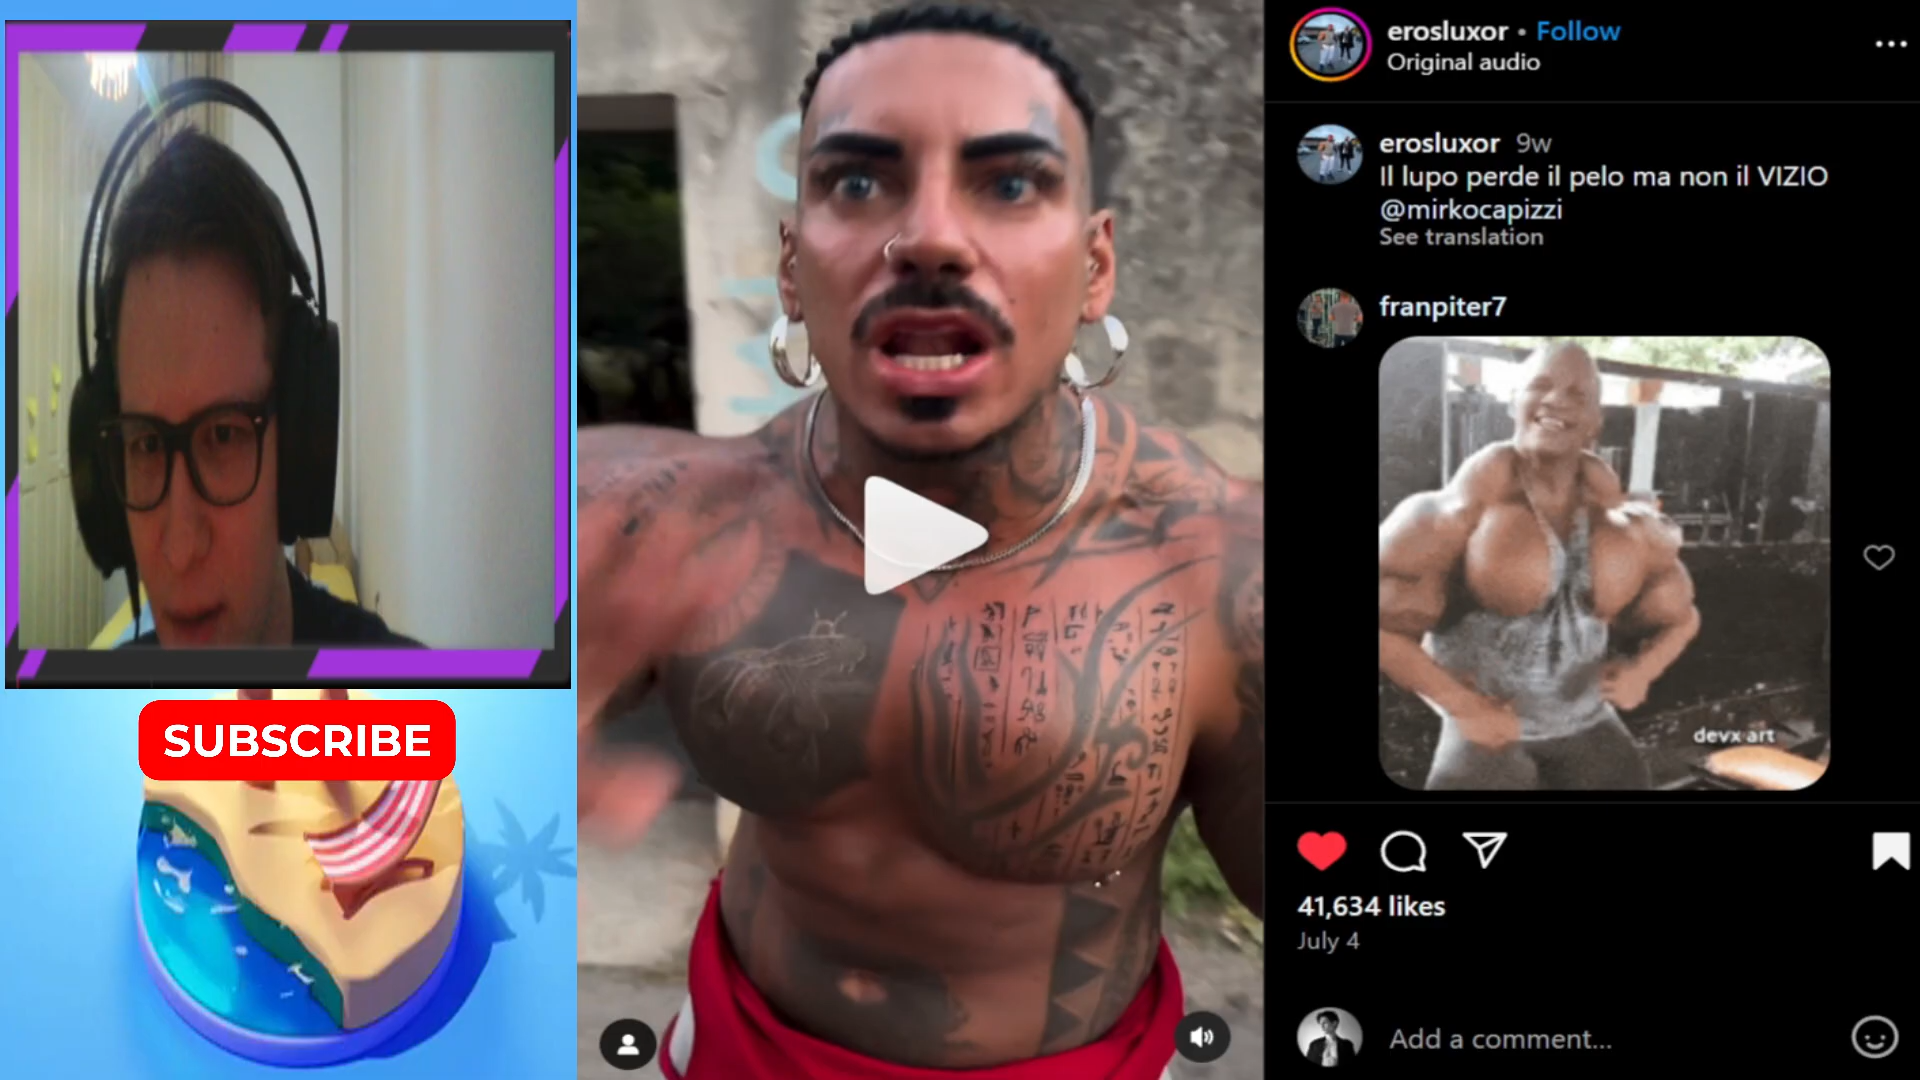 SUBSCRIBE
erosluxor • Follow
Original audio
erosluxor 9w
Il lupo perde il pelo ma non il VIZIO
@mirkocapizzi
See translation
franpiter7
devx art
41,634 likes
July 4
Add a comment...